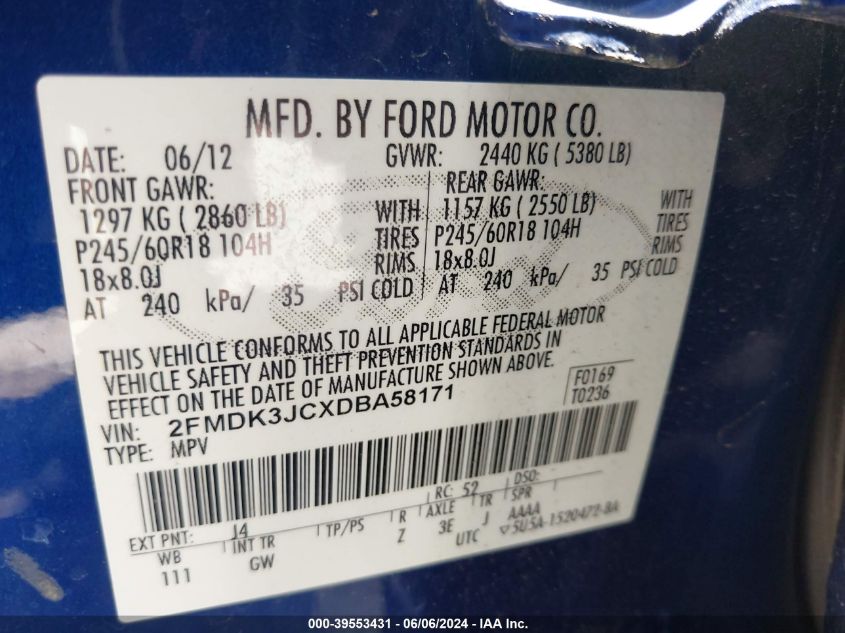 MFD. BY FORD MOTOR CO.
DATE: 06/12 GVWR: 2440 KG ( 5380 LB)
FRONT GAWR: REAR GAWR:
1297 KG ( 2860 LB) WITH 1157 KG ( 2550 LB) WITH
P245/60R18 104H TIRES P245/60R18 104H TIRES
18x8.0J RIMS 18x8.0J RIMS
AT 240 kPa/ 35 PSI COLD AT 240 kPa/ 35 PSI COLD
THIS VEHICLE CONFORMS TO ALL APPLICABLE FEDERAL MOTOR
VEHICLE SAFETY AND THEFT PREVENTION STANDARDS IN
EFFECT ON THE DATE OF MANUFACTURE SHOWN ABOVE.
VIN: 2FMDK3JCXDBA58171 F0169
TYPE: MPV T0236
EXT PNT: J4 RC: 52 DSO:
WB INT TR TP/PS R AXLE TR SPR
111 GW Z 3E J AAAA
UTC ▽5U5A-1520472-BA
000-39553431 - 06/06/2024 - IAA Inc.